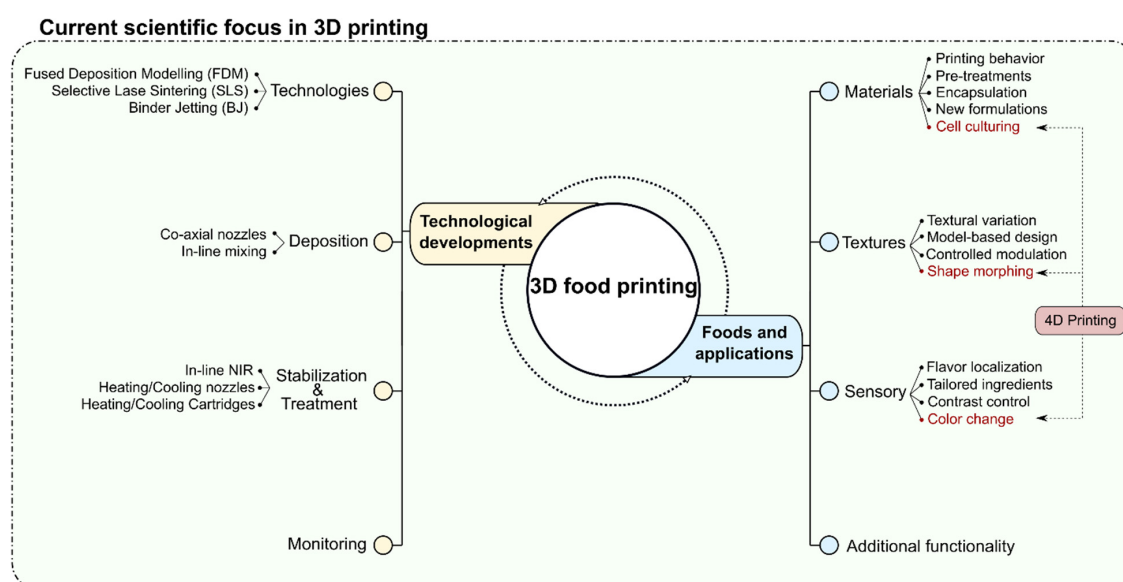 Current scientific focus in 3D printing
Fused Deposition Modelling (FDM)
Selective Lase Sintering (SLS)
Binder Jetting (BJ)
Technologies
Co-axial nozzles
In-line mixing
Deposition
In-line NIR
Heating/Cooling nozzles
Heating/Cooling Cartridges
Stabilization
&
Treatment
Monitoring
Technological
developments
3D food printing
Foods and
applications
Materials
Printing behavior
Pre-treatments
Encapsulation
New formulations
Cell culturing
Textures
Textural variation
Model-based design
Controlled modulation
Shape morphing
4D Printing
Sensory
Flavor localization
Tailored ingredients
Contrast control
Color change
Additional functionality